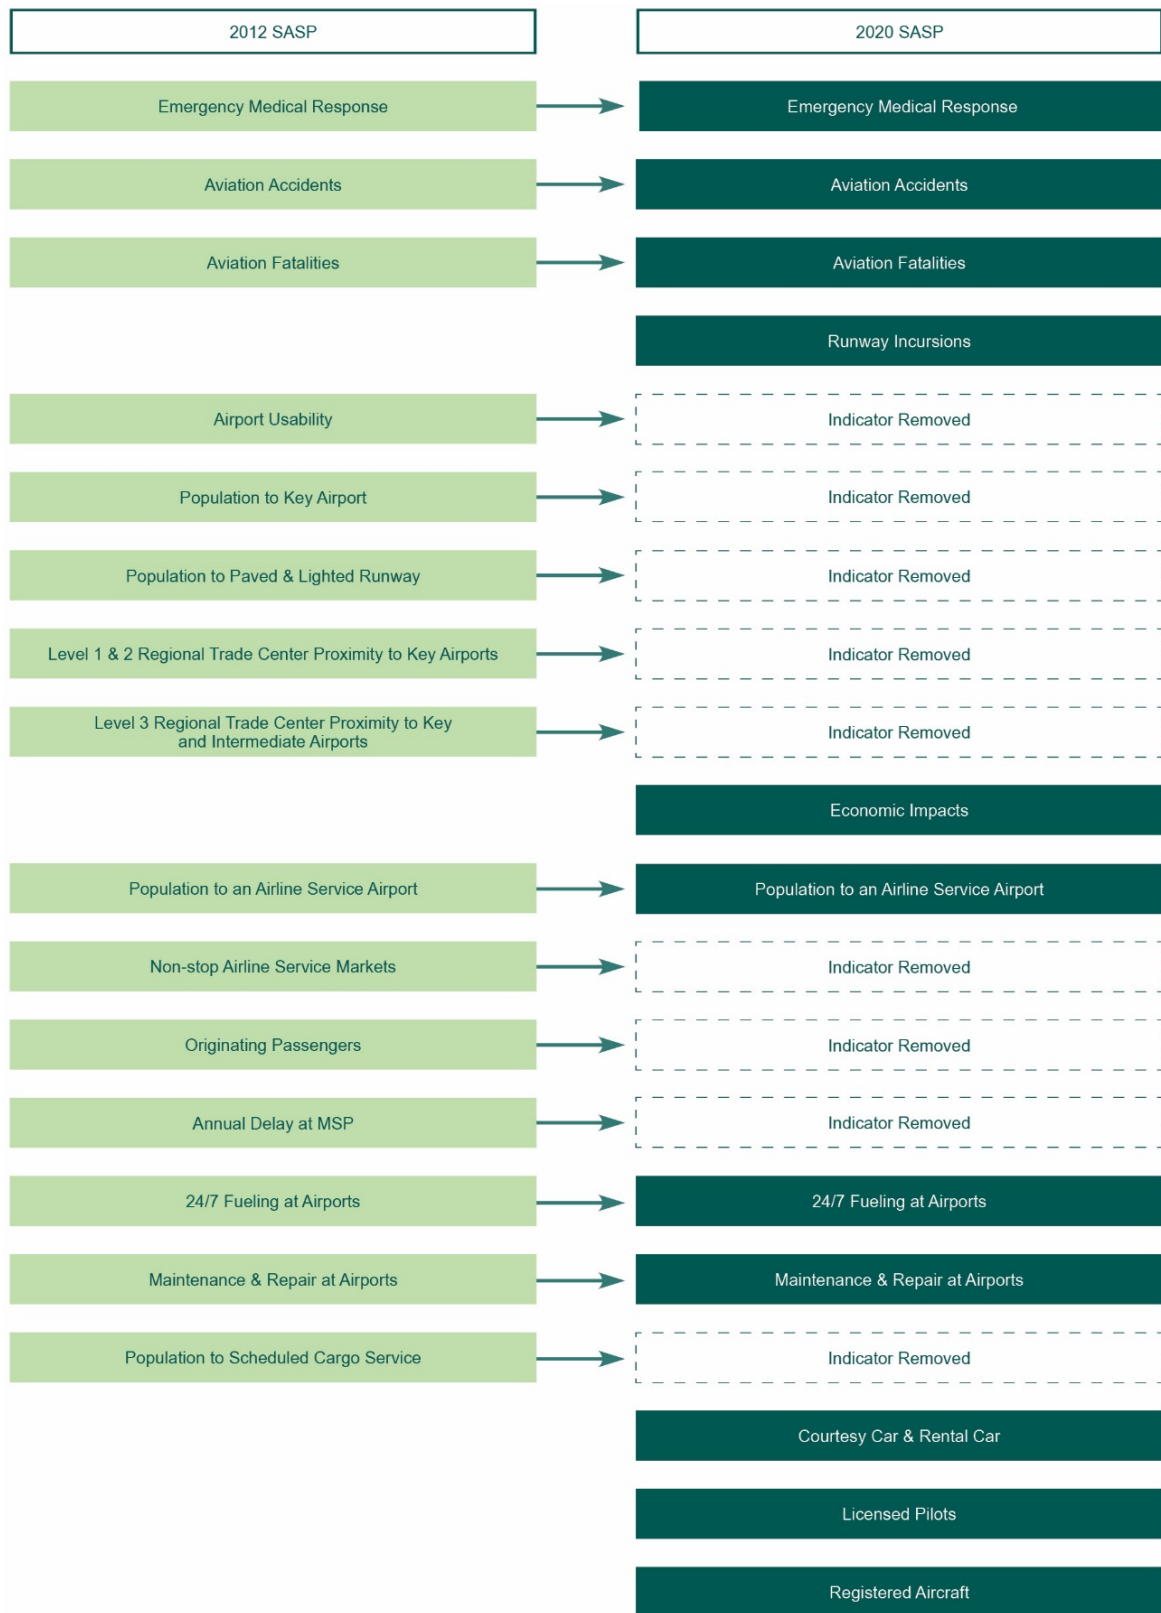 2012 SASP
2020 SASP
Emergency Medical Response
Emergency Medical Response
Aviation Accidents
Aviation Accidents
Aviation Fatalities
Aviation Fatalities
Runway Incursions
Airport Usability
Indicator Removed
Population to Key Airport
Indicator Removed
Population to Paved & Lighted Runway
Indicator Removed
Level 1 & 2 Regional Trade Center Proximity to Key Airports
Indicator Removed
Level 3 Regional Trade Center Proximity to Key
and Intermediate Airports
Indicator Removed
Economic Impacts
Population to an Airline Service Airport
Population to an Airline Service Airport
Non-stop Airline Service Markets
Indicator Removed
Originating Passengers
Indicator Removed
Annual Delay at MSP
Indicator Removed
24/7 Fueling at Airports
24/7 Fueling at Airports
Maintenance & Repair at Airports
Maintenance & Repair at Airports
Population to Scheduled Cargo Service
Indicator Removed
Courtesy Car & Rental Car
Licensed Pilots
Registered Aircraft